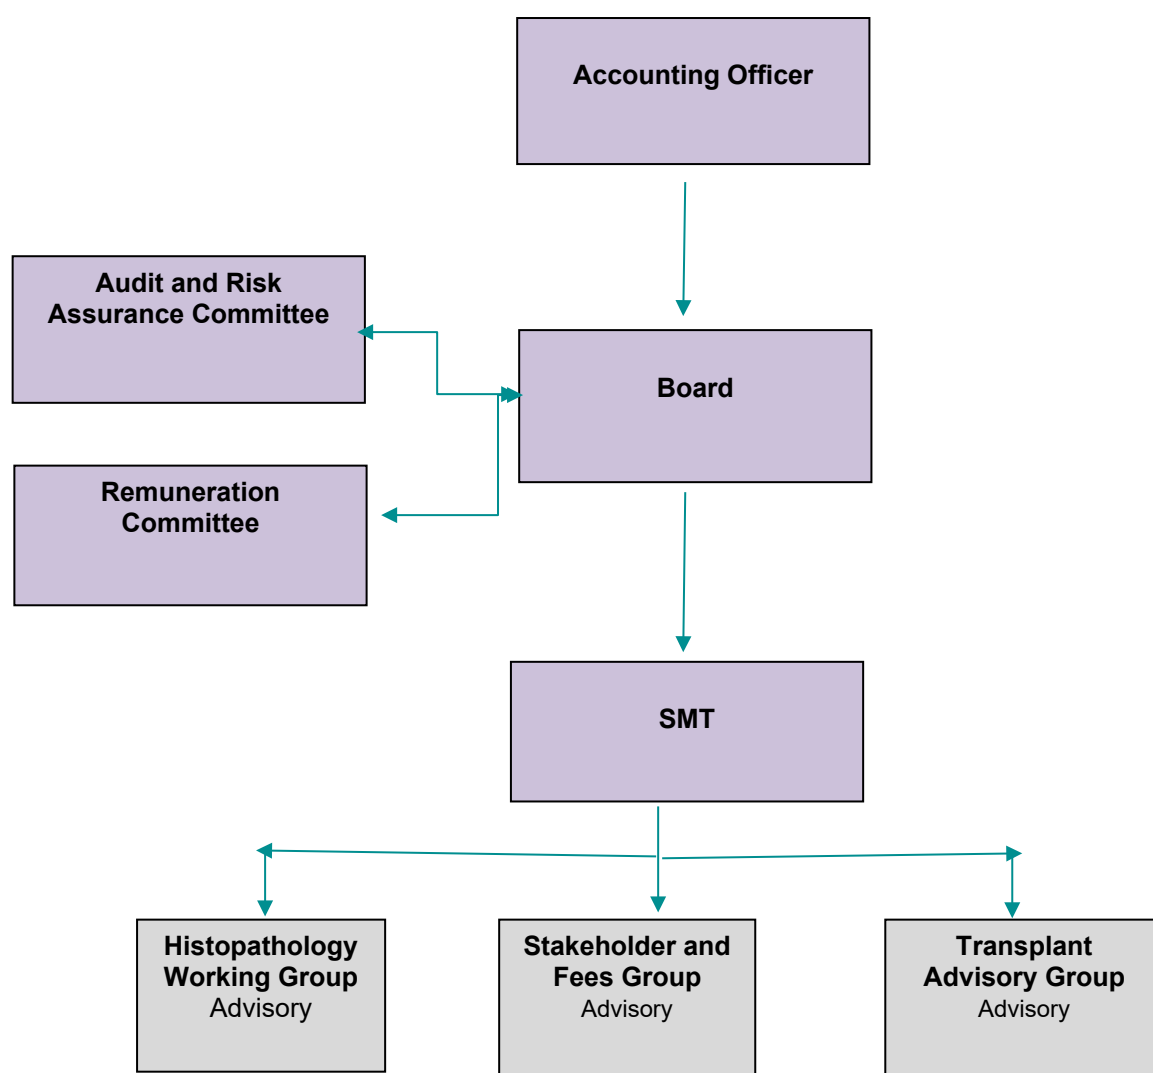 Accounting Officer
Audit and Risk
Assurance Committee
Board
Remuneration
Committee
SMT
Histopathology
Working Group
Advisory
Stakeholder and
Fees Group
Advisory
Transplant
Advisory Group
Advisory